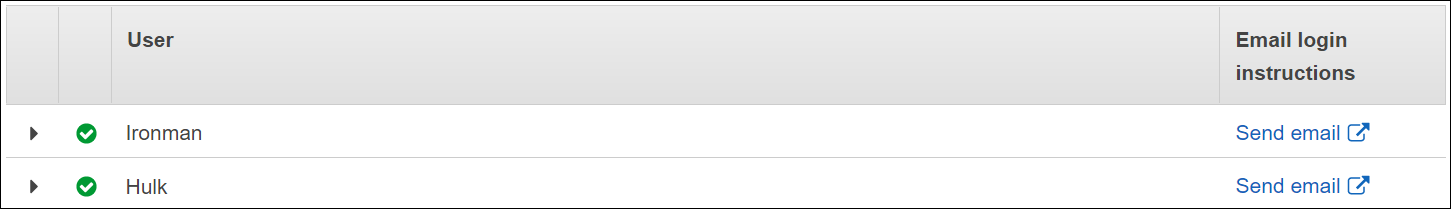 User
Email login
instructions
Ironman
Send email
Hulk
Send email